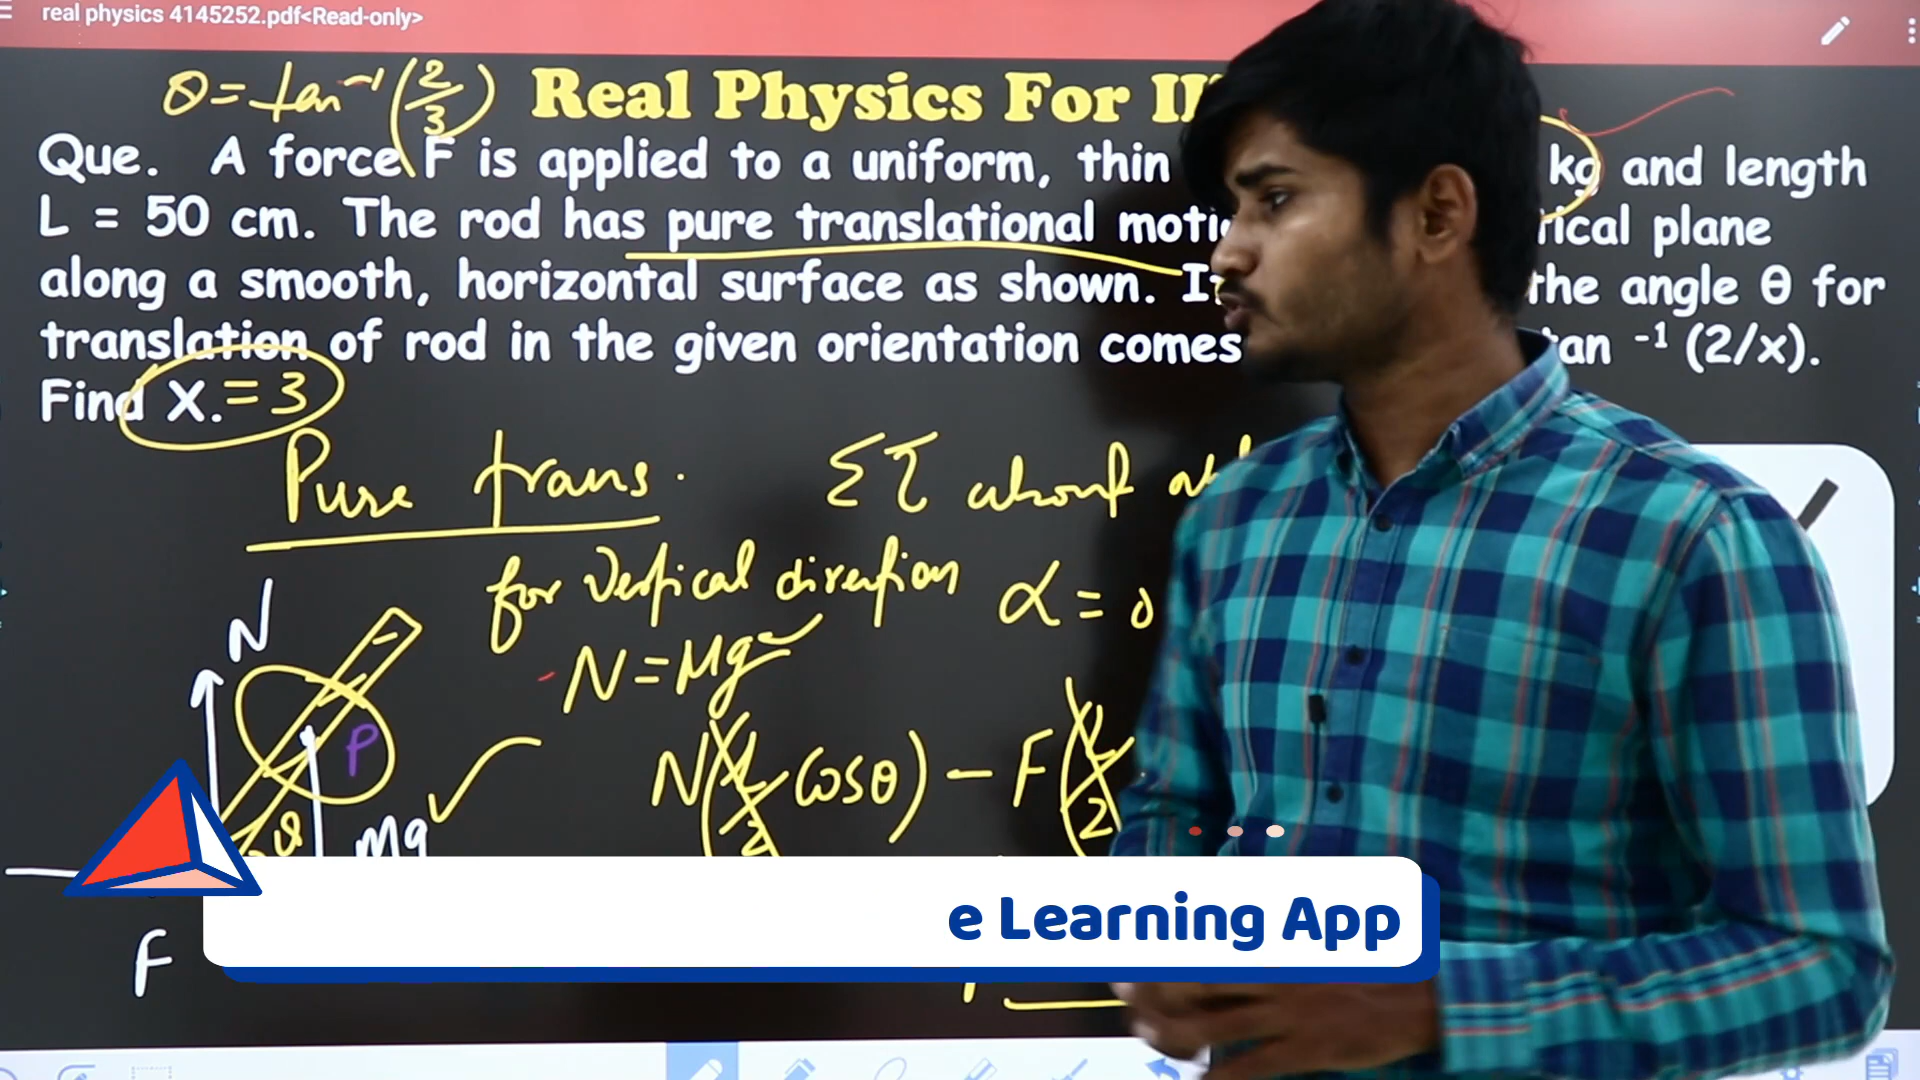 real physics 4145252.pdf<Read-only>
θ = tan⁻¹(2/3) Real Physics For
Que. A force F is applied to a uniform, thin kg and length
L = 50 cm. The rod has pure translational plane
along a smooth, horizontal surface as shown. the angle θ for
translation of rod in the given orientation comes tan ⁻¹ (2/x).
Find X. = 3
Pure trans. Στ about
for vertical direction α = 0
N
N = Mg
P
N(L/2 cosθ) − F(L/2
θ
Mg
e Learning App
F